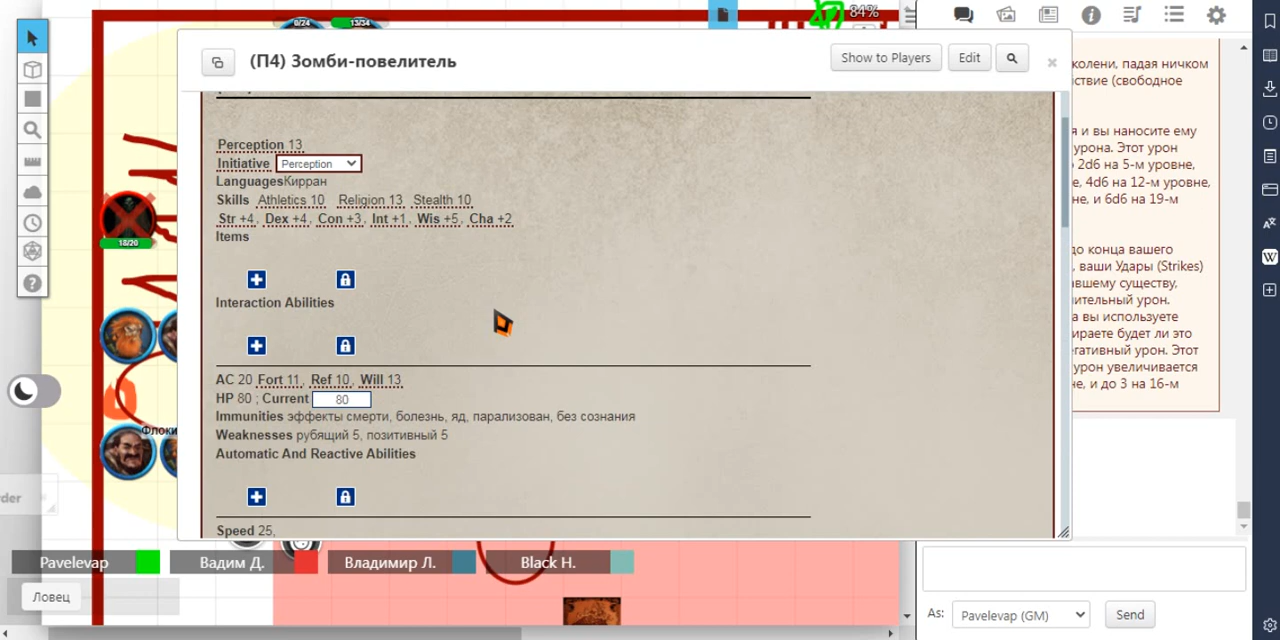 0/24
13/34
84%
(П4) Зомби-повелитель
Show to Players
Edit
Perception 13
Initiative Perception
LanguagesКирран
Skills Athletics 10 Religion 13 Stealth 10
Str +4, Dex +4, Con +3, Int +1, Wis +5, Cha +2
Items
Interaction Abilities
AC 20 Fort 11, Ref 10, Will 13
HP 80 ; Current 80
Immunities эффекты смерти, болезнь, яд, парализован, без сознания
Weaknesses рубящий 5, позитивный 5
Automatic And Reactive Abilities
Speed 25,
18/20
Флоки
der
Pavelevap
Вадим Д.
Владимир Л.
Black H.
Ловец
колени, падая ничком
ствие (свободное
я и вы наносите ему
урона. Этот урон
2d6 на 5-м уровне,
е, 4d6 на 12-м уровне,
не, и 6d6 на 19-м
до конца вашего
, ваши Удары (Strikes)
авшему существу,
ительный урон.
а вы используете
ираете будет ли это
гативный урон. Этот
урон увеличивается
не, и до 3 на 16-м
As: Pavelevap (GM)
Send